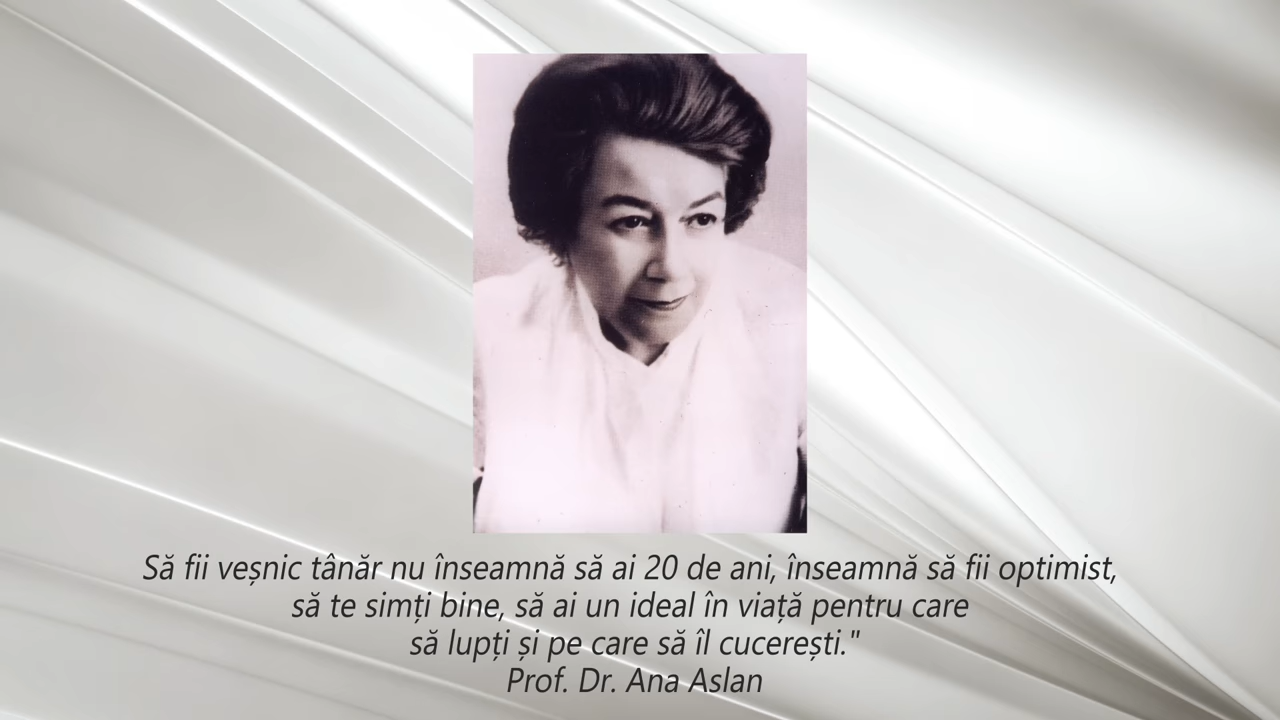 Să fii veșnic tânăr nu înseamnă să ai 20 de ani, înseamnă să fii optimist,
să te simți bine, să ai un ideal în viață pentru care
să lupți și pe care să îl cucerești."
Prof. Dr. Ana Aslan